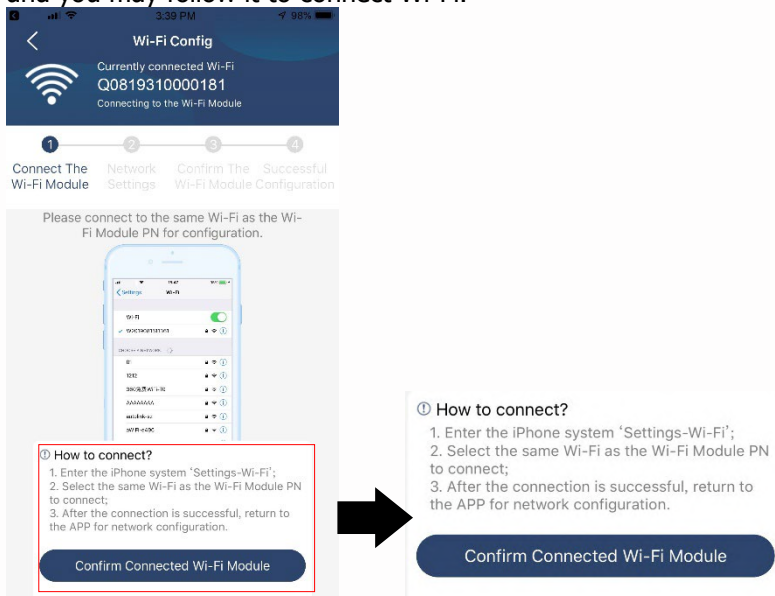 and you may follow it to connect Wi-Fi.
3:39 PM
98%
Wi-Fi Config
Currently connected Wi-Fi
Q0819310000181
Connecting to the Wi-Fi Module
1
2
3
4
Connect The
Wi-Fi Module
Network
Settings
Confirm The
Wi-Fi Module
Successful
Configuration
Please connect to the same Wi-Fi as the Wi-
Fi Module PN for configuration.
Settings
Wi-Fi
Wi-Fi
1212
AAAAAAAA
① How to connect?
1. Enter the iPhone system ‘Settings-Wi-Fi’;
2. Select the same Wi-Fi as the Wi-Fi Module PN
to connect;
3. After the connection is successful, return to
the APP for network configuration.
Confirm Connected Wi-Fi Module
① How to connect?
1. Enter the iPhone system ‘Settings-Wi-Fi’;
2. Select the same Wi-Fi as the Wi-Fi Module PN
to connect;
3. After the connection is successful, return to
the APP for network configuration.
Confirm Connected Wi-Fi Module